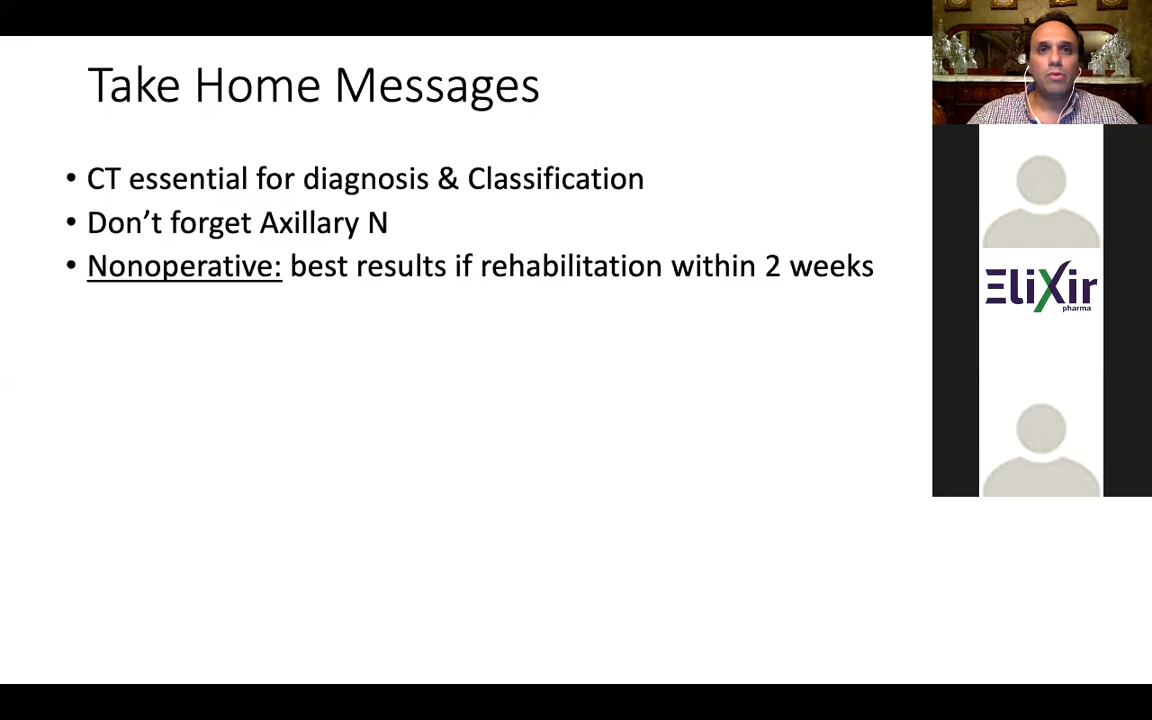 Take Home Messages
• CT essential for diagnosis & Classification
• Don’t forget Axillary N
• Nonoperative: best results if rehabilitation within 2 weeks
ELiXir
pharma